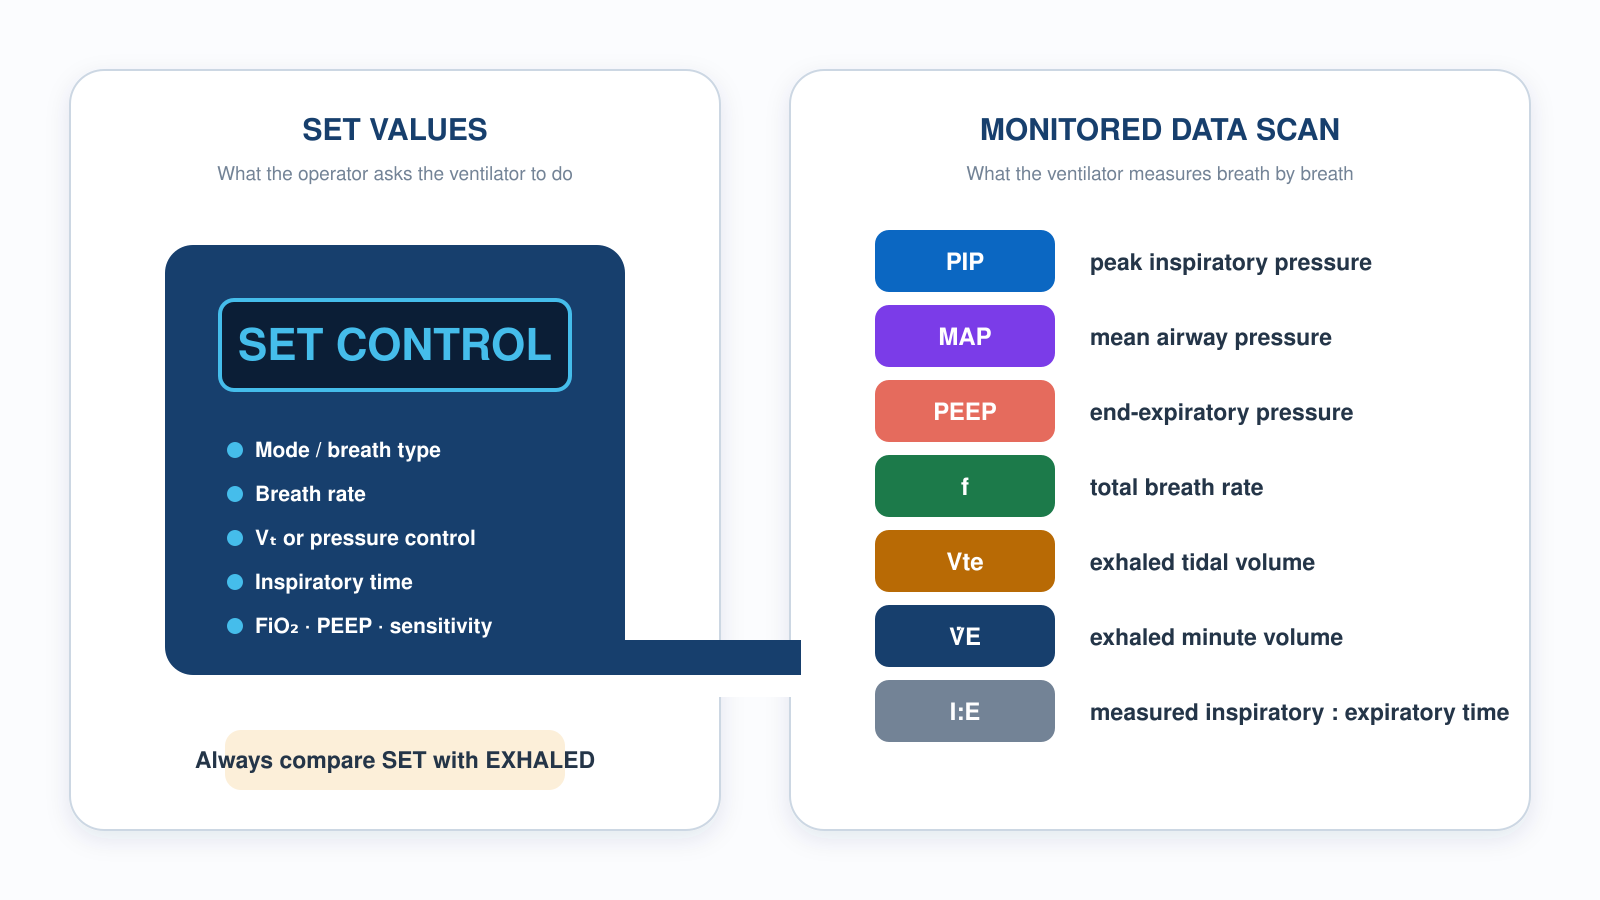 SET VALUES
What the operator asks the ventilator to do
SET CONTROL
Mode / breath type
Breath rate
Vₜ or pressure control
Inspiratory time
FiO₂ · PEEP · sensitivity
Always compare SET with EXHALED
MONITORED DATA SCAN
What the ventilator measures breath by breath
PIP peak inspiratory pressure
MAP mean airway pressure
PEEP end-expiratory pressure
f total breath rate
Vte exhaled tidal volume
V̇E exhaled minute volume
I:E measured inspiratory : expiratory time